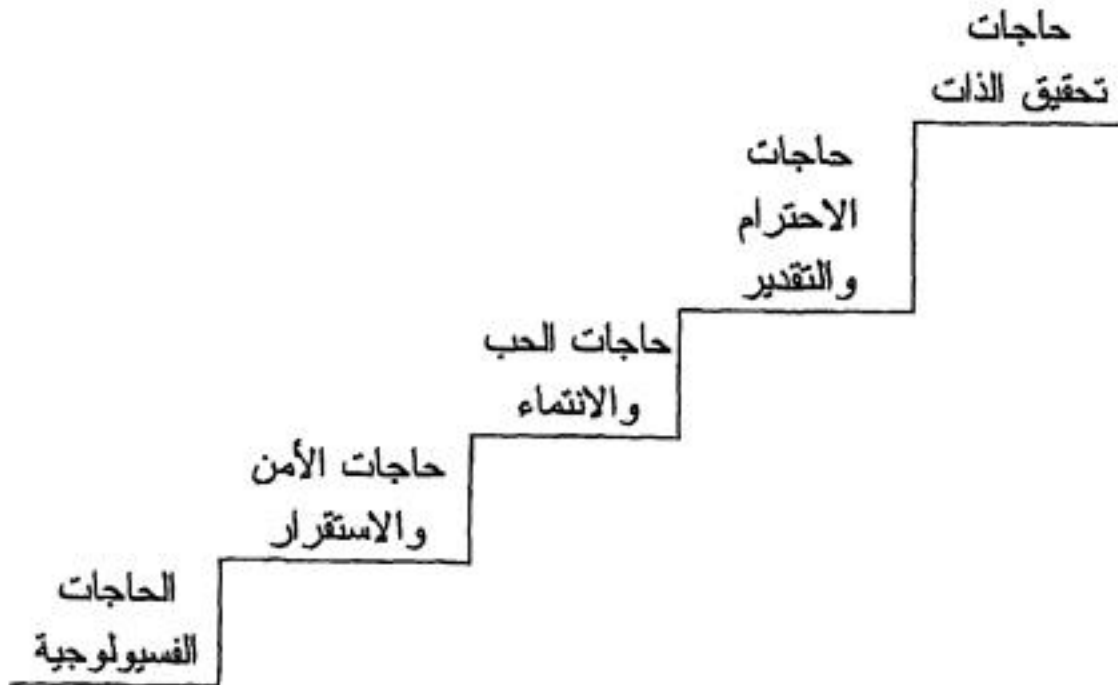 حاجات
تحقيق الذات
حاجات
الاحترام
والتقدير
حاجات الحب
والانتماء
حاجات الأمن
والاستقرار
الحاجات
الفسيولوجية